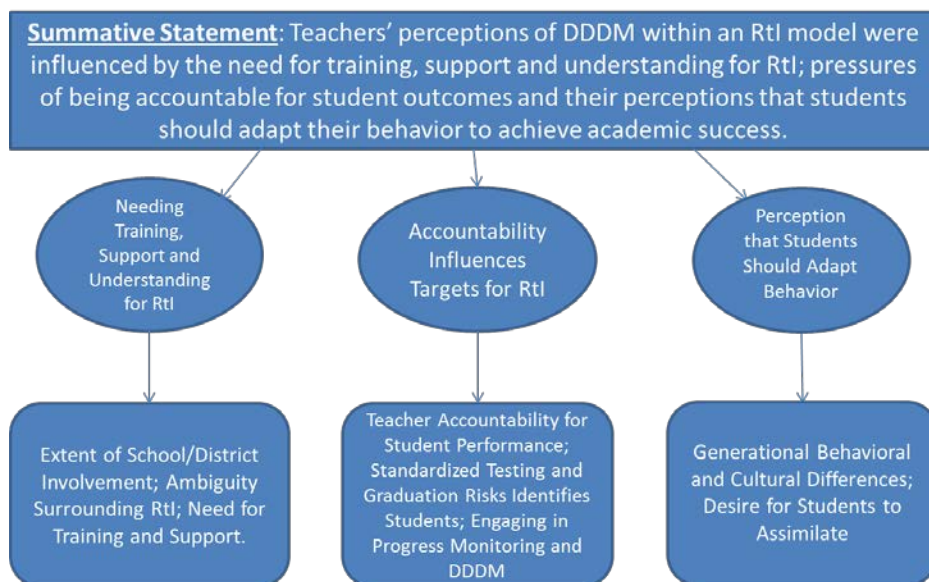 Summative Statement: Teachers’ perceptions of DDDM within an RtI model were
influenced by the need for training, support and understanding for RtI; pressures
of being accountable for student outcomes and their perceptions that students
should adapt their behavior to achieve academic success.
Needing
Training,
Support and
Understanding
for RtI
Accountability
Influences
Targets for RtI
Perception
that Students
Should Adapt
Behavior
Extent of School/District
Involvement; Ambiguity
Surrounding RtI; Need for
Training and Support.
Teacher Accountability for
Student Performance;
Standardized Testing and
Graduation Risks Identifies
Students; Engaging in
Progress Monitoring and
DDDM
Generational Behavioral
and Cultural Differences;
Desire for Students to
Assimilate